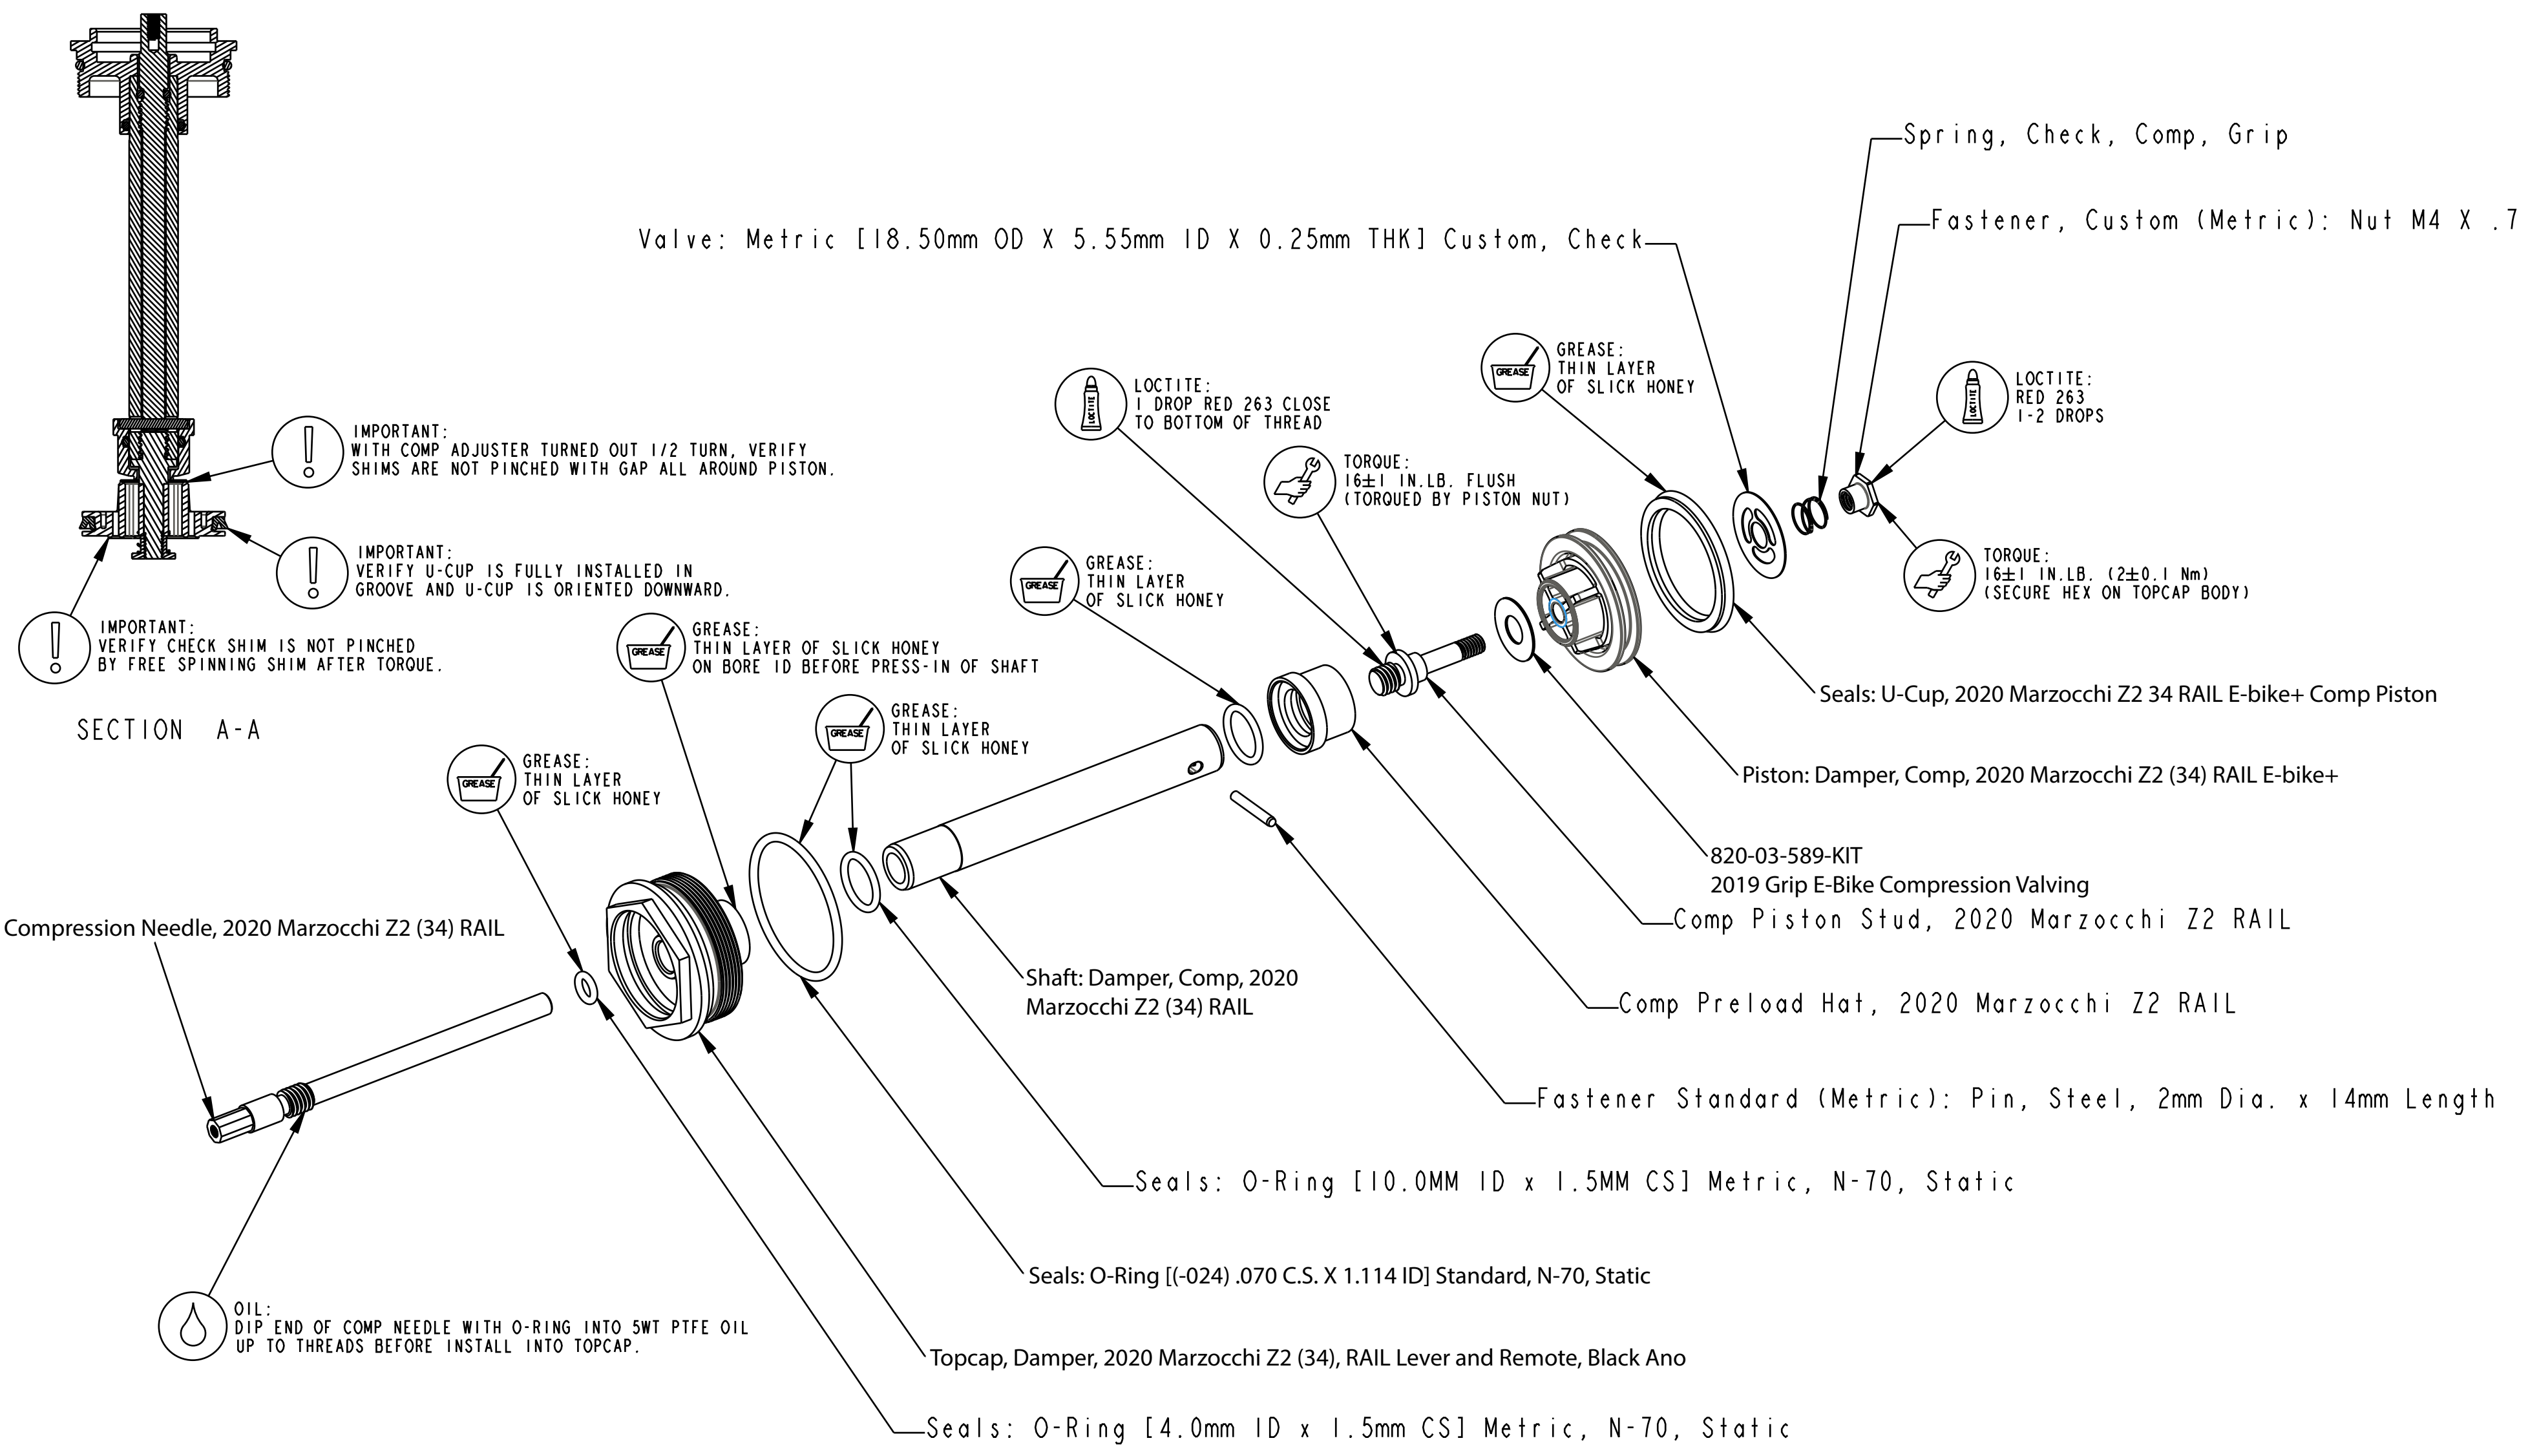 Spring, Check, Comp, Grip
Fastener, Custom (Metric): Nut M4 X .7
Valve: Metric [18.50mm OD X 5.55mm ID X 0.25mm THK] Custom, Check
GREASE:
THIN LAYER
OF SLICK HONEY
GREASE
LOCTITE:
RED 263
1-2 DROPS
LOCTITE
LOCTITE:
1 DROP RED 263 CLOSE
TO BOTTOM OF THREAD
LOCTITE
IMPORTANT:
WITH COMP ADJUSTER TURNED OUT 1/2 TURN, VERIFY
SHIMS ARE NOT PINCHED WITH GAP ALL AROUND PISTON.
TORQUE:
16±1 IN.LB. FLUSH
(TORQUED BY PISTON NUT)
IMPORTANT:
VERIFY U-CUP IS FULLY INSTALLED IN
GROOVE AND U-CUP IS ORIENTED DOWNWARD.
GREASE:
THIN LAYER
OF SLICK HONEY
GREASE
TORQUE:
16±1 IN.LB. (2±0.1 Nm)
(SECURE HEX ON TOPCAP BODY)
IMPORTANT:
VERIFY CHECK SHIM IS NOT PINCHED
BY FREE SPINNING SHIM AFTER TORQUE.
GREASE:
THIN LAYER OF SLICK HONEY
ON BORE ID BEFORE PRESS-IN OF SHAFT
GREASE
SECTION A-A
GREASE:
THIN LAYER
OF SLICK HONEY
GREASE
GREASE:
THIN LAYER
OF SLICK HONEY
GREASE
Seals: U-Cup, 2020 Marzocchi Z2 34 RAIL E-bike+ Comp Piston
Piston: Damper, Comp, 2020 Marzocchi Z2 (34) RAIL E-bike+
820-03-589-KIT
2019 Grip E-Bike Compression Valving
Comp Piston Stud, 2020 Marzocchi Z2 RAIL
Compression Needle, 2020 Marzocchi Z2 (34) RAIL
Shaft: Damper, Comp, 2020
Marzocchi Z2 (34) RAIL
Comp Preload Hat, 2020 Marzocchi Z2 RAIL
Fastener Standard (Metric): Pin, Steel, 2mm Dia. x 14mm Length
Seals: O-Ring [10.0MM ID x 1.5MM CS] Metric, N-70, Static
Seals: O-Ring [(-024) .070 C.S. X 1.114 ID] Standard, N-70, Static
OIL:
DIP END OF COMP NEEDLE WITH O-RING INTO 5WT PTFE OIL
UP TO THREADS BEFORE INSTALL INTO TOPCAP.
Topcap, Damper, 2020 Marzocchi Z2 (34), RAIL Lever and Remote, Black Ano
Seals: O-Ring [4.0mm ID x 1.5mm CS] Metric, N-70, Static